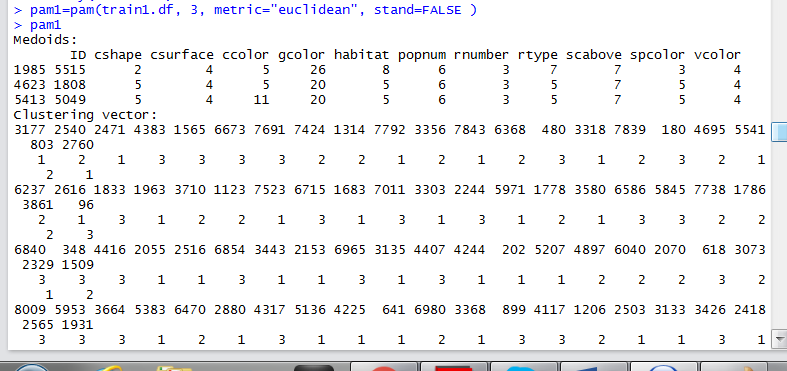 > pam1=pam(train1.df, 3, metric="euclidean", stand=FALSE )
> pam1
Medoids:
ID cshape csurface ccolor gcolor habitat popnum rnumber rtype scabove spcolor vcolor
1985 5515 2 4 5 26 8 6 3 7 7 3 4
4623 1808 5 4 5 20 5 6 3 5 7 5 4
5413 5049 5 4 11 20 5 6 3 5 7 5 4
Clustering vector:
3177 2540 2471 4383 1565 6673 7691 7424 1314 7792 3356 7843 6368 480 3318 7839 180 4695 5541
803 2760
1 2 1 3 3 3 3 2 2 1 2 1 2 3 1 2 3 2 1
2 1
6237 2616 1833 1963 3710 1123 7523 6715 1683 7011 3303 2244 5971 1778 3580 6586 5845 7738 1786
3861 96
2 1 3 1 2 2 1 3 1 3 1 3 1 2 1 3 3 2 2
2 3
6840 348 4416 2055 2516 6854 3443 2153 6965 3135 4407 4244 202 5207 4897 6040 2070 618 3073
2329 1509
3 3 3 1 1 3 1 1 3 1 3 1 1 1 2 2 2 3 2
1 2
8009 5953 3664 5383 6470 2880 4317 5136 4225 641 6980 3368 899 4117 1206 2503 3133 3426 2418
2565 1931
3 3 3 1 2 1 3 1 1 1 2 1 3 3 2 1 1 3 1